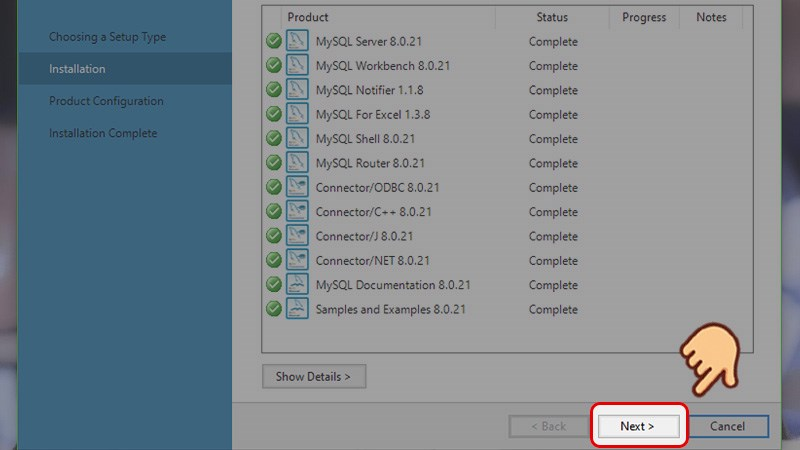 Choosing a Setup Type
Installation
Product Configuration
Installation Complete
Product Status Progress Notes
MySQL Server 8.0.21 Complete
MySQL Workbench 8.0.21 Complete
MySQL Notifier 1.1.8 Complete
MySQL For Excel 1.3.8 Complete
MySQL Shell 8.0.21 Complete
MySQL Router 8.0.21 Complete
Connector/ODBC 8.0.21 Complete
Connector/C++ 8.0.21 Complete
Connector/J 8.0.21 Complete
Connector/NET 8.0.21 Complete
MySQL Documentation 8.0.21 Complete
Samples and Examples 8.0.21 Complete
Show Details >
< Back Next > Cancel